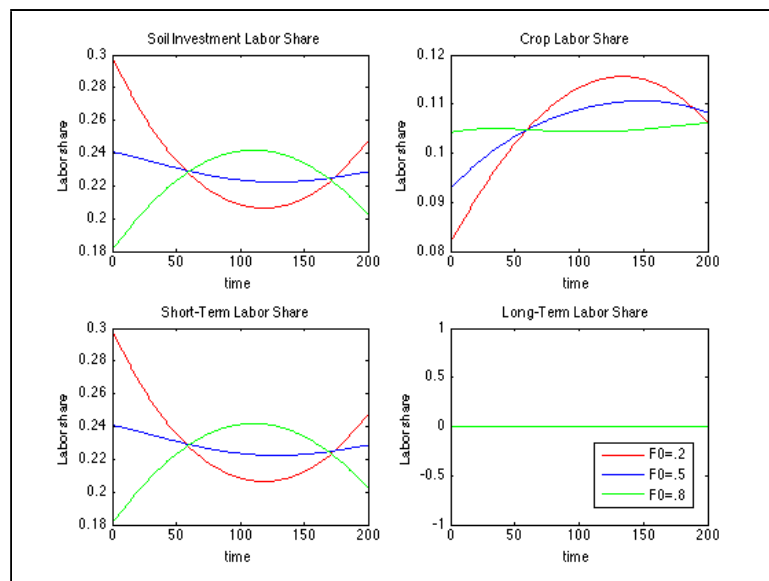 Soil Investment Labor Share
0.3
0.28
0.26
0.24
0.22
0.2
0.18
Labor share
0 50 100 150 200
time
Crop Labor Share
0.12
0.11
0.1
0.09
0.08
Labor share
0 50 100 150 200
time
Short-Term Labor Share
0.3
0.28
0.26
0.24
0.22
0.2
0.18
Labor share
0 50 100 150 200
time
Long-Term Labor Share
1
0.5
0
-0.5
-1
Labor share
F0=.2
F0=.5
F0=.8
0 50 100 150 200
time